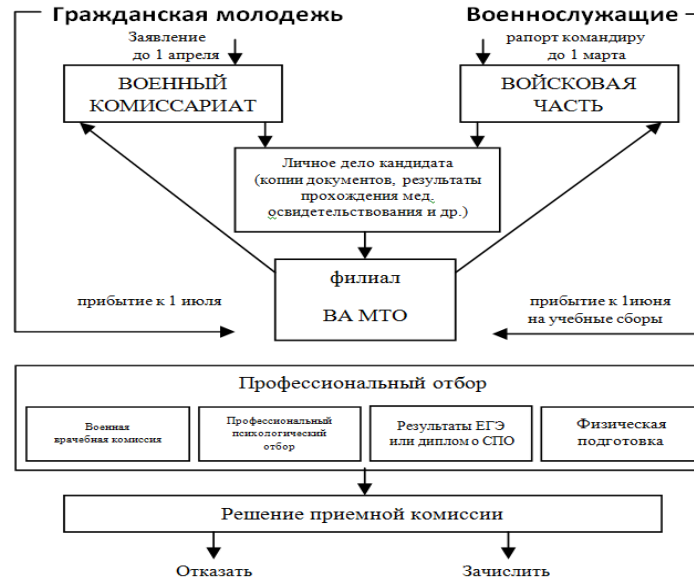 Гражданская молодежь
Военнослужащие
Заявление
до 1 апреля
рапорт командиру
до 1 марта
ВОЕННЫЙ
КОМИССАРИАТ
ВОЙСКОВАЯ
ЧАСТЬ
Личное дело кандидата
(копии документов, результаты
прохождения мед.
освидетельствования и др.)
филиал
ВА МТО
прибытие к 1 июля
прибытие к 1июня
на учебные сборы
Профессиональный отбор
Военная
врачебная комиссия
Профессиональный
психологический
отбор
Результаты ЕГЭ
или диплом о СПО
Физическая
подготовка
Решение приемной комиссии
Отказать
Зачислить